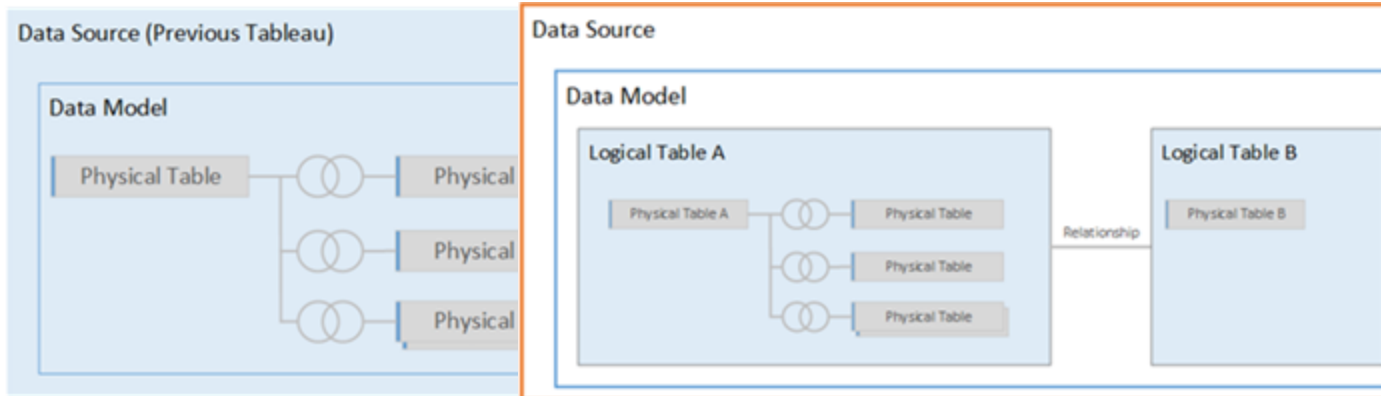 Data Source (Previous Tableau)
Data Model
Physical Table
Physical
Physical
Physical
Data Source
Data Model
Logical Table A
Physical Table A
Physical Table
Physical Table
Physical Table
Relationship
Logical Table B
Physical Table B